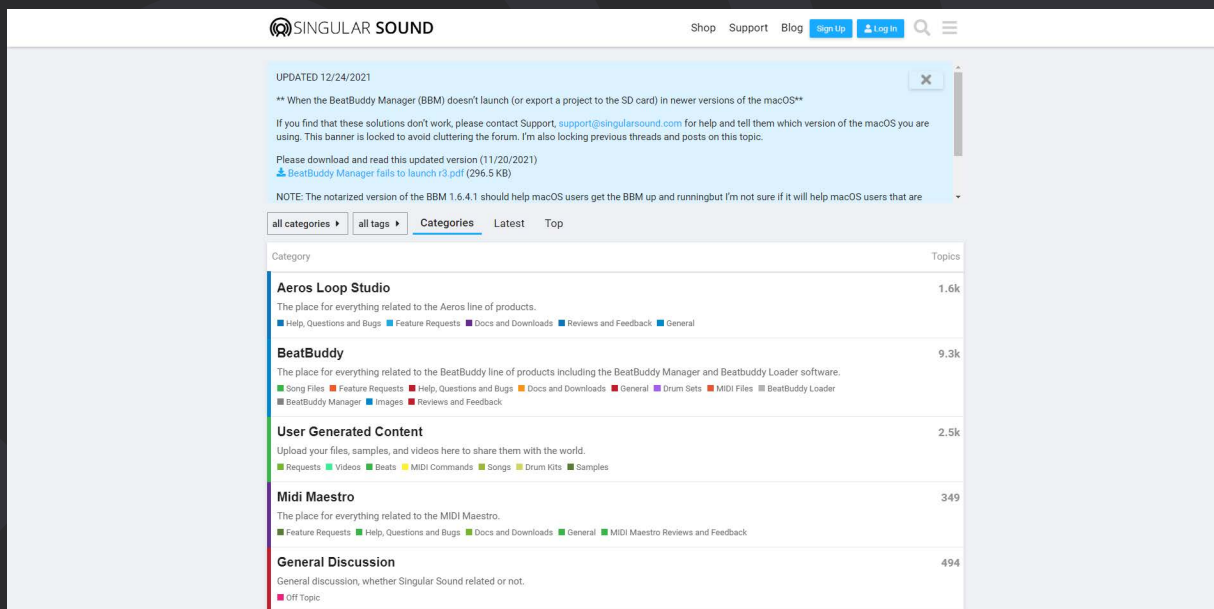 SINGULAR SOUND
Shop Support Blog Sign Up Log In
UPDATED 12/24/2021
** When the BeatBuddy Manager (BBM) doesn't launch (or export a project to the SD card) in newer versions of the macOS**
If you find that these solutions don't work, please contact Support, support@singularsound.com for help and tell them which version of the macOS you are
using. This banner is locked to avoid cluttering the forum. I'm also locking previous threads and posts on this topic.
Please download and read this updated version (11/20/2021)
BeatBuddy Manager fails to launch r3.pdf (296.5 KB)
NOTE: The notarized version of the BBM 1.6.4.1 should help macOS users get the BBM up and runningbut I'm not sure if it will help macOS users that are
all categories all tags Categories Latest Top
Category Topics
Aeros Loop Studio 1.6k
The place for everything related to the Aeros line of products.
Help, Questions and Bugs Feature Requests Docs and Downloads Reviews and Feedback General
BeatBuddy 9.3k
The place for everything related to the BeatBuddy line of products including the BeatBuddy Manager and Beatbuddy Loader software.
Song Files Feature Requests Help, Questions and Bugs Docs and Downloads General Drum Sets MIDI Files BeatBuddy Loader
BeatBuddy Manager Images Reviews and Feedback
User Generated Content 2.5k
Upload your files, samples, and videos here to share them with the world.
Requests Videos Beats MIDI Commands Songs Drum Kits Samples
Midi Maestro 349
The place for everything related to the MIDI Maestro.
Feature Requests Help, Questions and Bugs Docs and Downloads General MIDI Maestro Reviews and Feedback
General Discussion 494
General discussion, whether Singular Sound related or not.
Off Topic